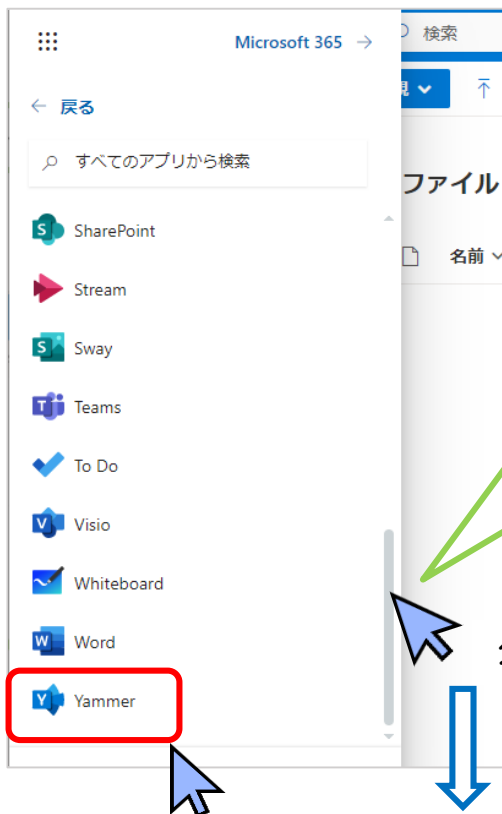 Microsoft 365 →
検索
← 戻る
すべてのアプリから検索
ファイル
名前
SharePoint
Stream
Sway
Teams
To Do
Visio
Whiteboard
Word
Yammer